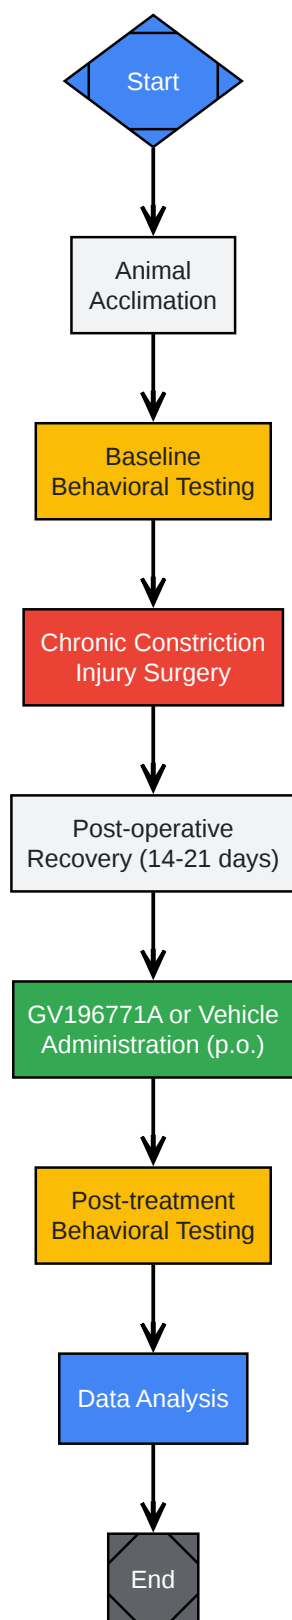 Start
Animal
Acclimation
Baseline
Behavioral Testing
Chronic Constriction
Injury Surgery
Post-operative
Recovery (14-21 days)
GV196771A or Vehicle
Administration (p.o.)
Post-treatment
Behavioral Testing
Data Analysis
End